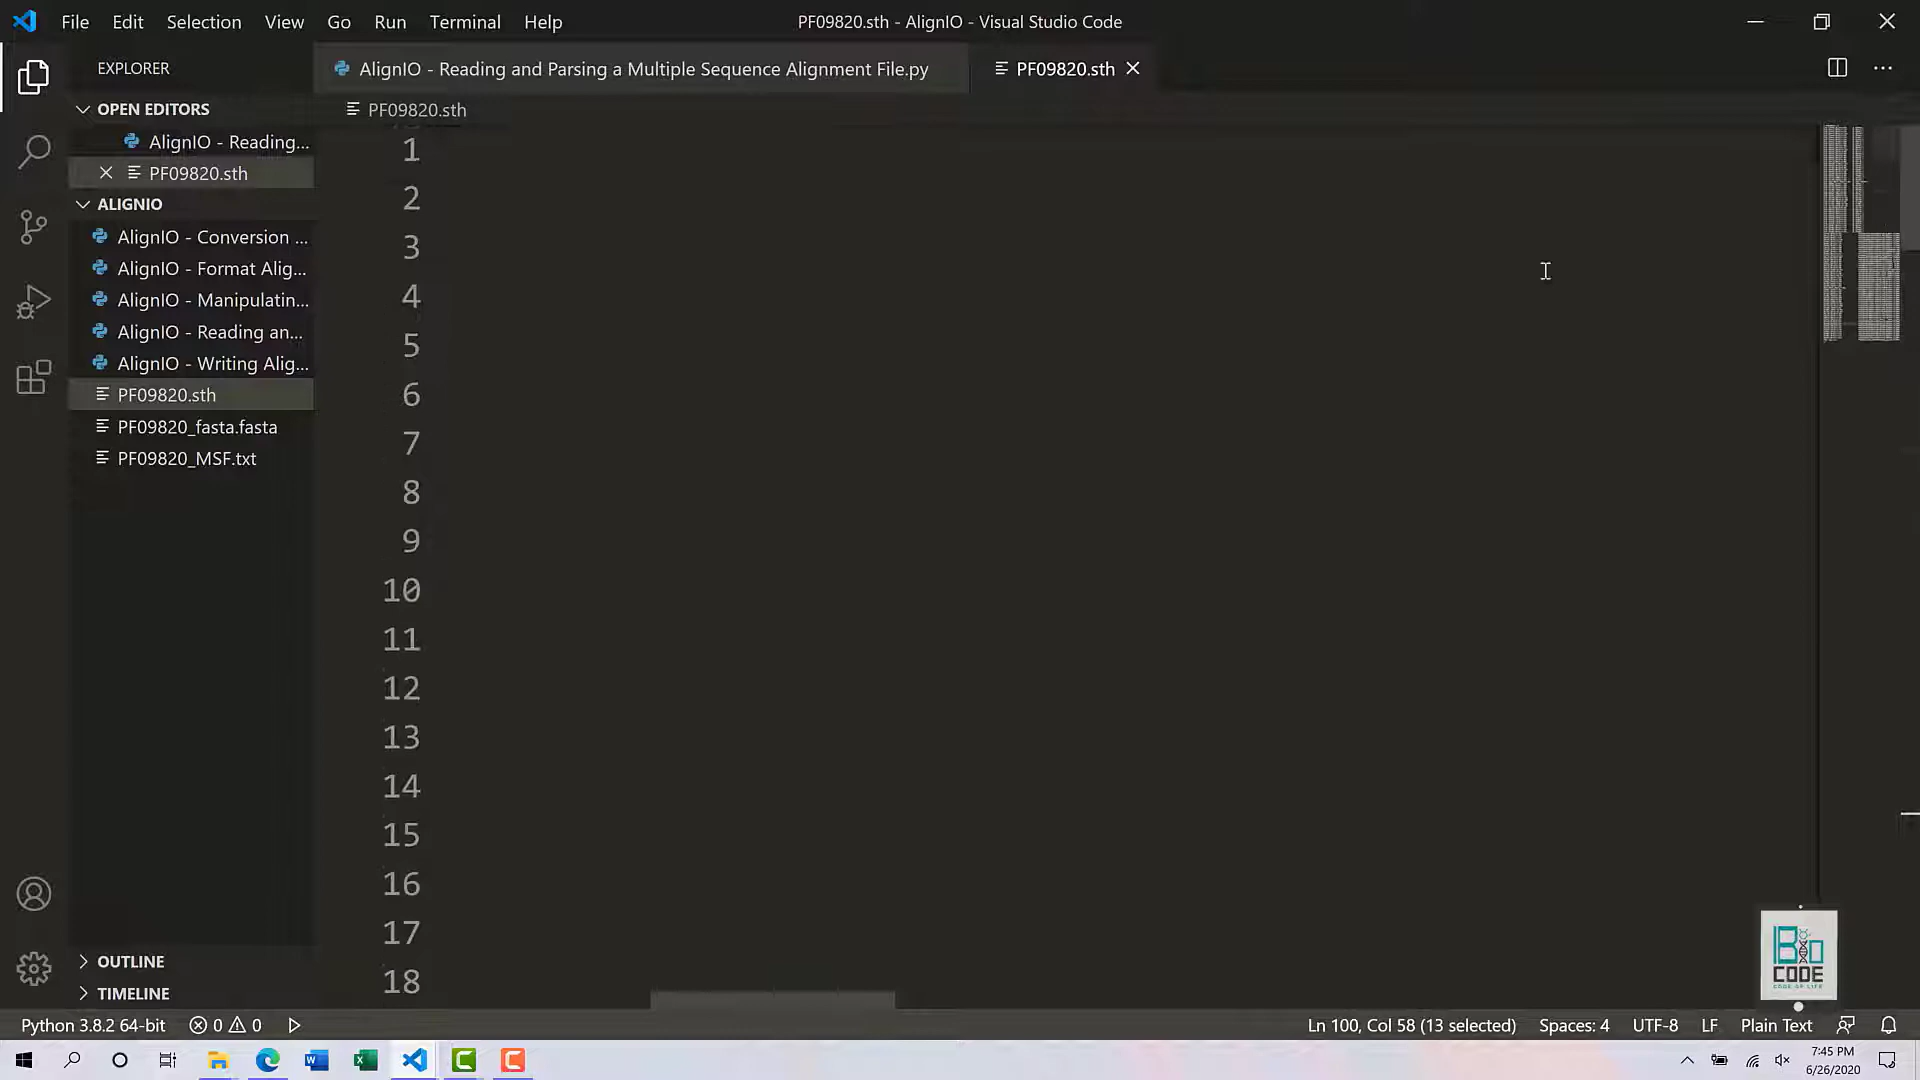 File Edit Selection View Go Run Terminal Help
PF09820.sth - AlignIO - Visual Studio Code
EXPLORER
AlignIO - Reading and Parsing a Multiple Sequence Alignment File.py
PF09820.sth
OPEN EDITORS
PF09820.sth
AlignIO - Reading...
PF09820.sth
ALIGNIO
AlignIO - Conversion ...
AlignIO - Format Alig...
AlignIO - Manipulatin...
AlignIO - Reading an...
AlignIO - Writing Alig...
PF09820.sth
PF09820_fasta.fasta
PF09820_MSF.txt
1
2
3
4
5
6
7
8
9
10
11
12
13
14
15
16
17
18
OUTLINE
TIMELINE
BIO
CODE
CODE OF LIFE
Python 3.8.2 64-bit
0
0
Ln 100, Col 58 (13 selected)
Spaces: 4
UTF-8
LF
Plain Text
7:45 PM
6/26/2020